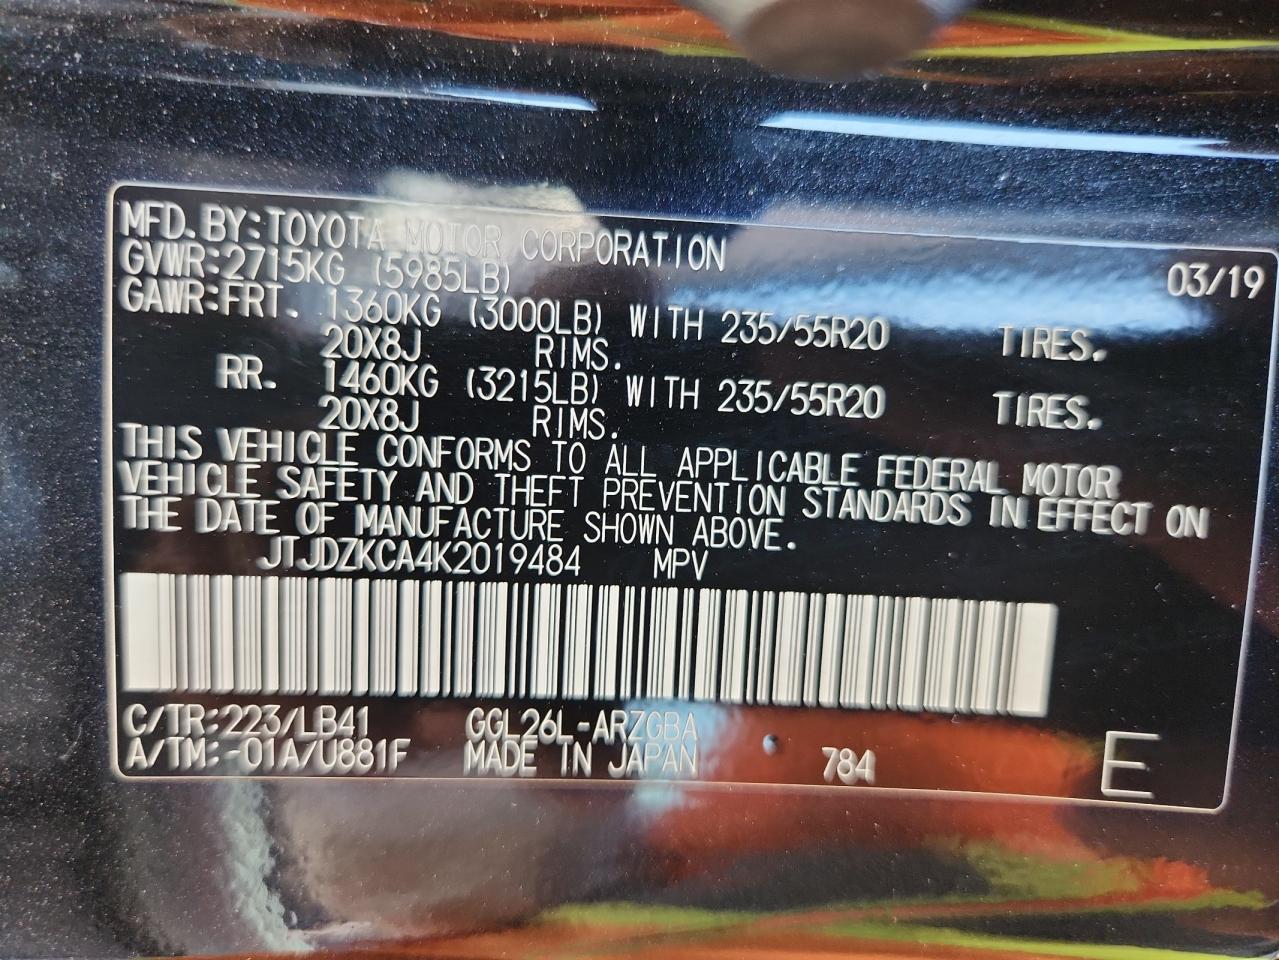 MFD. BY:TOYOTA MOTOR CORPORATION 03/19
GVWR:2715KG (5985LB)
GAWR:FRT. 1360KG (3000LB) WITH 235/55R20 TIRES.
20X8J RIMS.
RR. 1460KG (3215LB) WITH 235/55R20 TIRES.
20X8J RIMS.
THIS VEHICLE CONFORMS TO ALL APPLICABLE FEDERAL MOTOR
VEHICLE SAFETY AND THEFT PREVENTION STANDARDS IN EFFECT ON
THE DATE OF MANUFACTURE SHOWN ABOVE.
JTJDZKCA4K2019484 MPV
C/TR:223/LB41 GGL26L-ARZGBA
A/TM:-01A/U881F MADE IN JAPAN 784 E